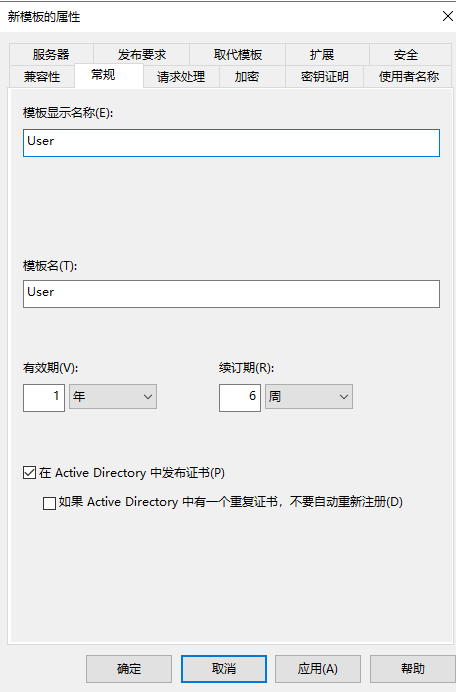 新模板的属性
服务器 发布要求 取代模板 扩展 安全
兼容性 常规 请求处理 加密 密钥证明 使用者名称
模板显示名称(E):
User
模板名(T):
User
有效期(V): 续订期(R):
1 年 6 周
在 Active Directory 中发布证书(P)
如果 Active Directory 中有一个重复证书，不要自动重新注册(D)
确定 取消 应用(A) 帮助